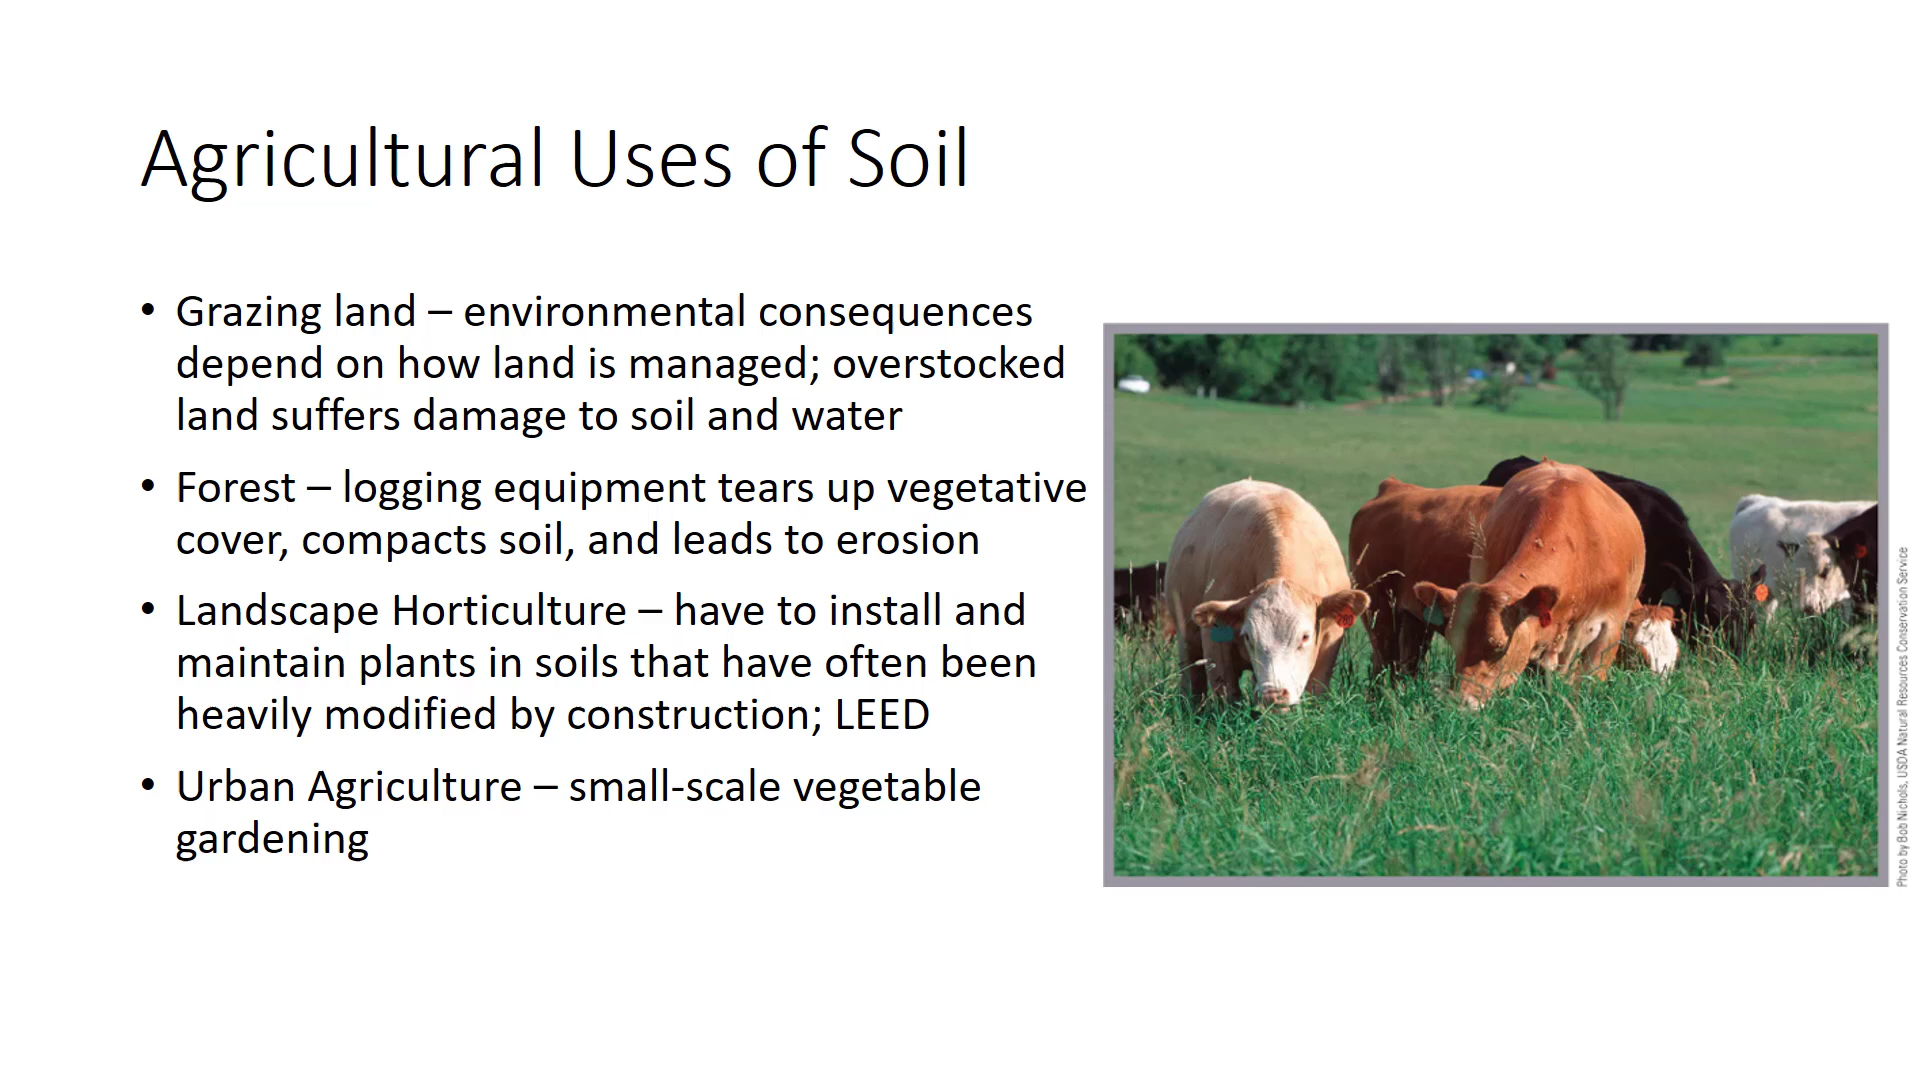 Agricultural Uses of Soil
• Grazing land – environmental consequences
depend on how land is managed; overstocked
land suffers damage to soil and water
• Forest – logging equipment tears up vegetative
cover, compacts soil, and leads to erosion
• Landscape Horticulture – have to install and
maintain plants in soils that have often been
heavily modified by construction; LEED
• Urban Agriculture – small-scale vegetable
gardening
Photo by Bob Nichols, USDA Natural Resources Conservation Service